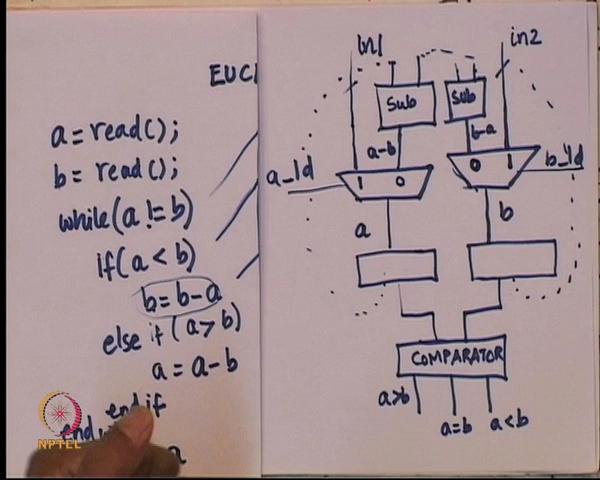 EUC
a = read();
b = read();
while(a != b)
if(a < b)
b = b-a
else if (a > b)
a = a-b
end if
end
a
NPTEL
in1
in2
Sub
Sub
a-b
b-a
a_ld
1 0
0 1
b_ld
a
b
COMPARATOR
a>b
a=b
a<b